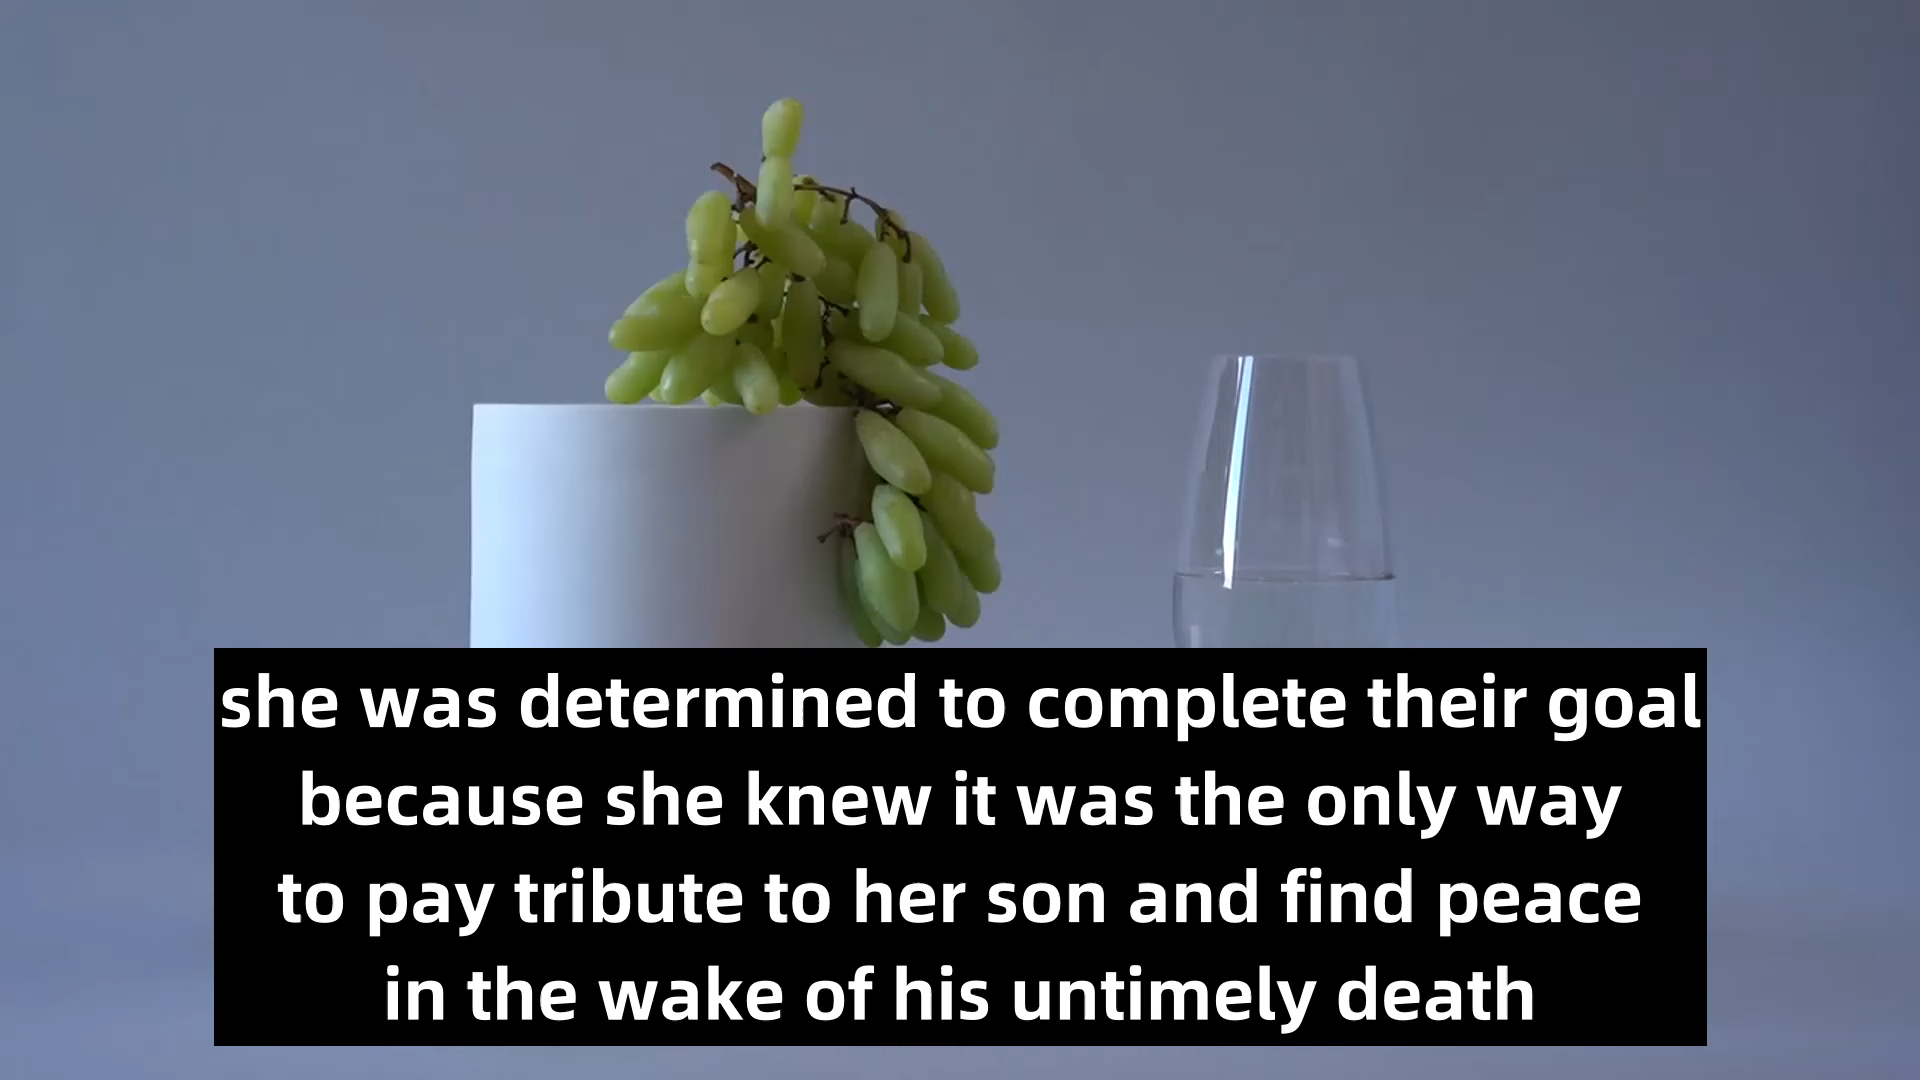 she was determined to complete their goal
because she knew it was the only way
to pay tribute to her son and find peace
in the wake of his untimely death